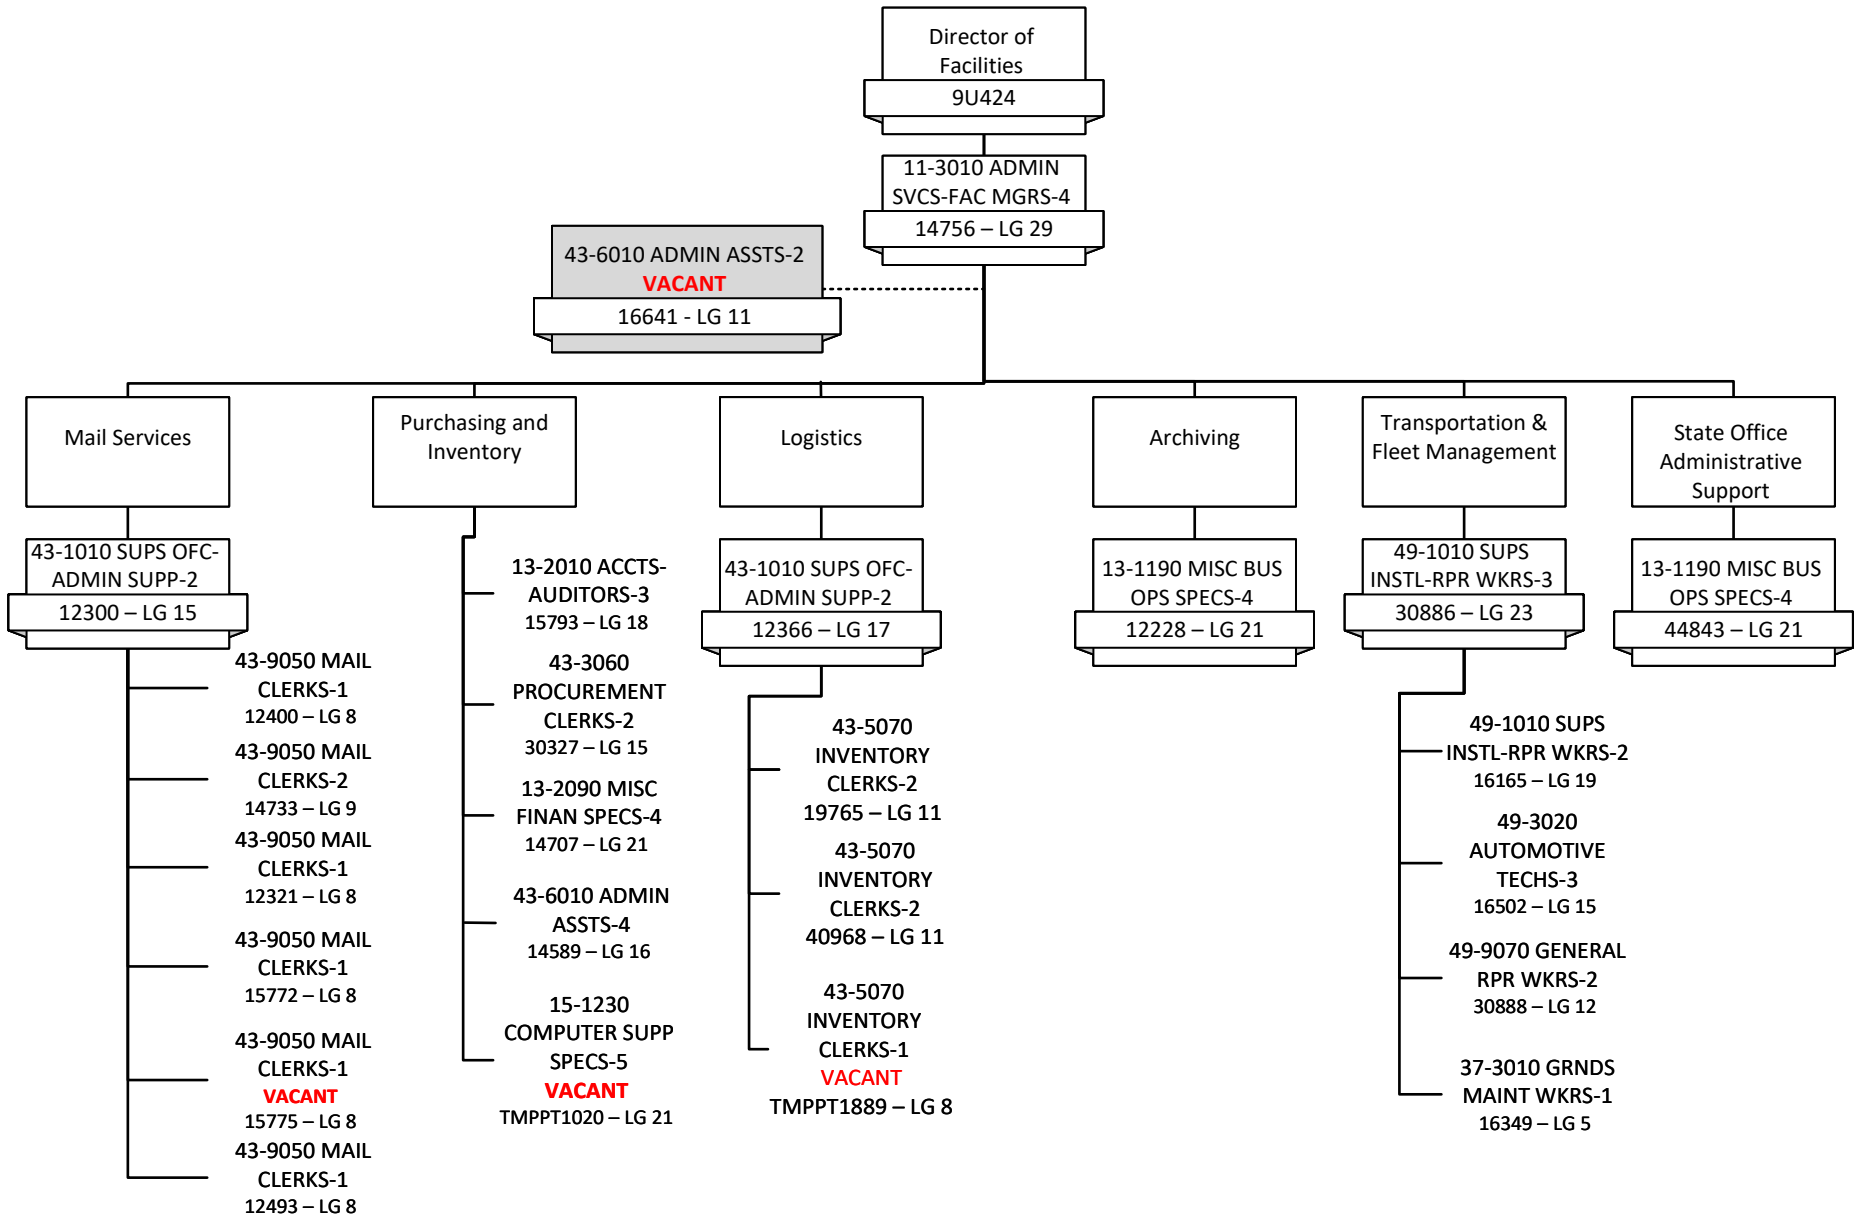 Director of
Facilities
9U424
11-3010 ADMIN
SVCS-FAC MGRS-4
14756 – LG 29
43-6010 ADMIN ASSTS-2
VACANT
16641 - LG 11
Mail Services
43-1010 SUPS OFC-
ADMIN SUPP-2
12300 – LG 15
43-9050 MAIL
CLERKS-1
12400 – LG 8
43-9050 MAIL
CLERKS-2
14733 – LG 9
43-9050 MAIL
CLERKS-1
12321 – LG 8
43-9050 MAIL
CLERKS-1
15772 – LG 8
43-9050 MAIL
CLERKS-1
VACANT
15775 – LG 8
43-9050 MAIL
CLERKS-1
12493 – LG 8
Purchasing and
Inventory
13-2010 ACCTS-
AUDITORS-3
15793 – LG 18
43-3060
PROCUREMENT
CLERKS-2
30327 – LG 15
13-2090 MISC
FINAN SPECS-4
14707 – LG 21
43-6010 ADMIN
ASSTS-4
14589 – LG 16
15-1230
COMPUTER SUPP
SPECS-5
VACANT
TMPPT1020 – LG 21
Logistics
43-1010 SUPS OFC-
ADMIN SUPP-2
12366 – LG 17
43-5070
INVENTORY
CLERKS-2
19765 – LG 11
43-5070
INVENTORY
CLERKS-2
40968 – LG 11
43-5070
INVENTORY
CLERKS-1
VACANT
TMPPT1889 – LG 8
Archiving
13-1190 MISC BUS
OPS SPECS-4
12228 – LG 21
Transportation &
Fleet Management
49-1010 SUPS
INSTL-RPR WKRS-3
30886 – LG 23
49-1010 SUPS
INSTL-RPR WKRS-2
16165 – LG 19
49-3020
AUTOMOTIVE
TECHS-3
16502 – LG 15
49-9070 GENERAL
RPR WKRS-2
30888 – LG 12
37-3010 GRNDS
MAINT WKRS-1
16349 – LG 5
State Office
Administrative
Support
13-1190 MISC BUS
OPS SPECS-4
44843 – LG 21